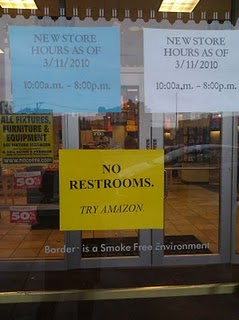 NEW STORE
HOURS AS OF
3/11/2010
10:00a.m. – 8:00p.m.
NEW STORE
HOURS AS OF
3/11/2010
10:00a.m. – 8:00p.m.
ALL FIXTURES,
FURNITURE &
EQUIPMENT
50%
50%
NO
RESTROOMS.
TRY AMAZON.
Borders is a Smoke Free Environment